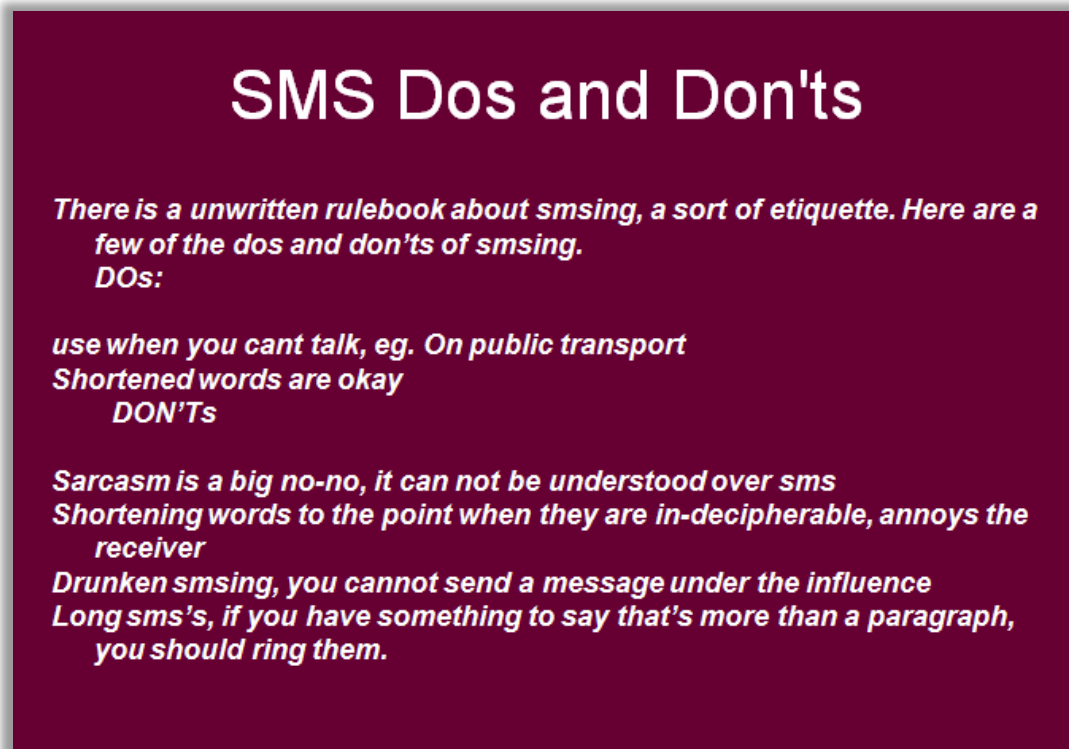 SMS Dos and Don'ts
There is a unwritten rulebook about smsing, a sort of etiquette. Here are a
few of the dos and don’ts of smsing.
DOs:
use when you cant talk, eg. On public transport
Shortened words are okay
DON’Ts
Sarcasm is a big no-no, it can not be understood over sms
Shortening words to the point when they are in-decipherable, annoys the
receiver
Drunken smsing, you cannot send a message under the influence
Long sms’s, if you have something to say that’s more than a paragraph,
you should ring them.